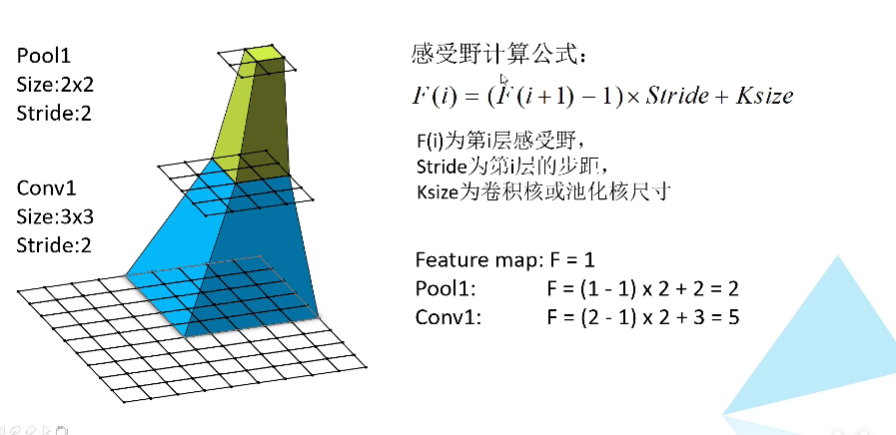 Pool1
Size:2x2
Stride:2
Conv1
Size:3x3
Stride:2
感受野计算公式：
F(i) = (F(i+1) − 1)× Stride + Ksize
F(i)为第i层感受野，
Stride为第i层的步距，
Ksize为卷积核或池化核尺寸
Feature map: F = 1
Pool1: F = (1 - 1) x 2 + 2 = 2
Conv1: F = (2 - 1) x 2 + 3 = 5